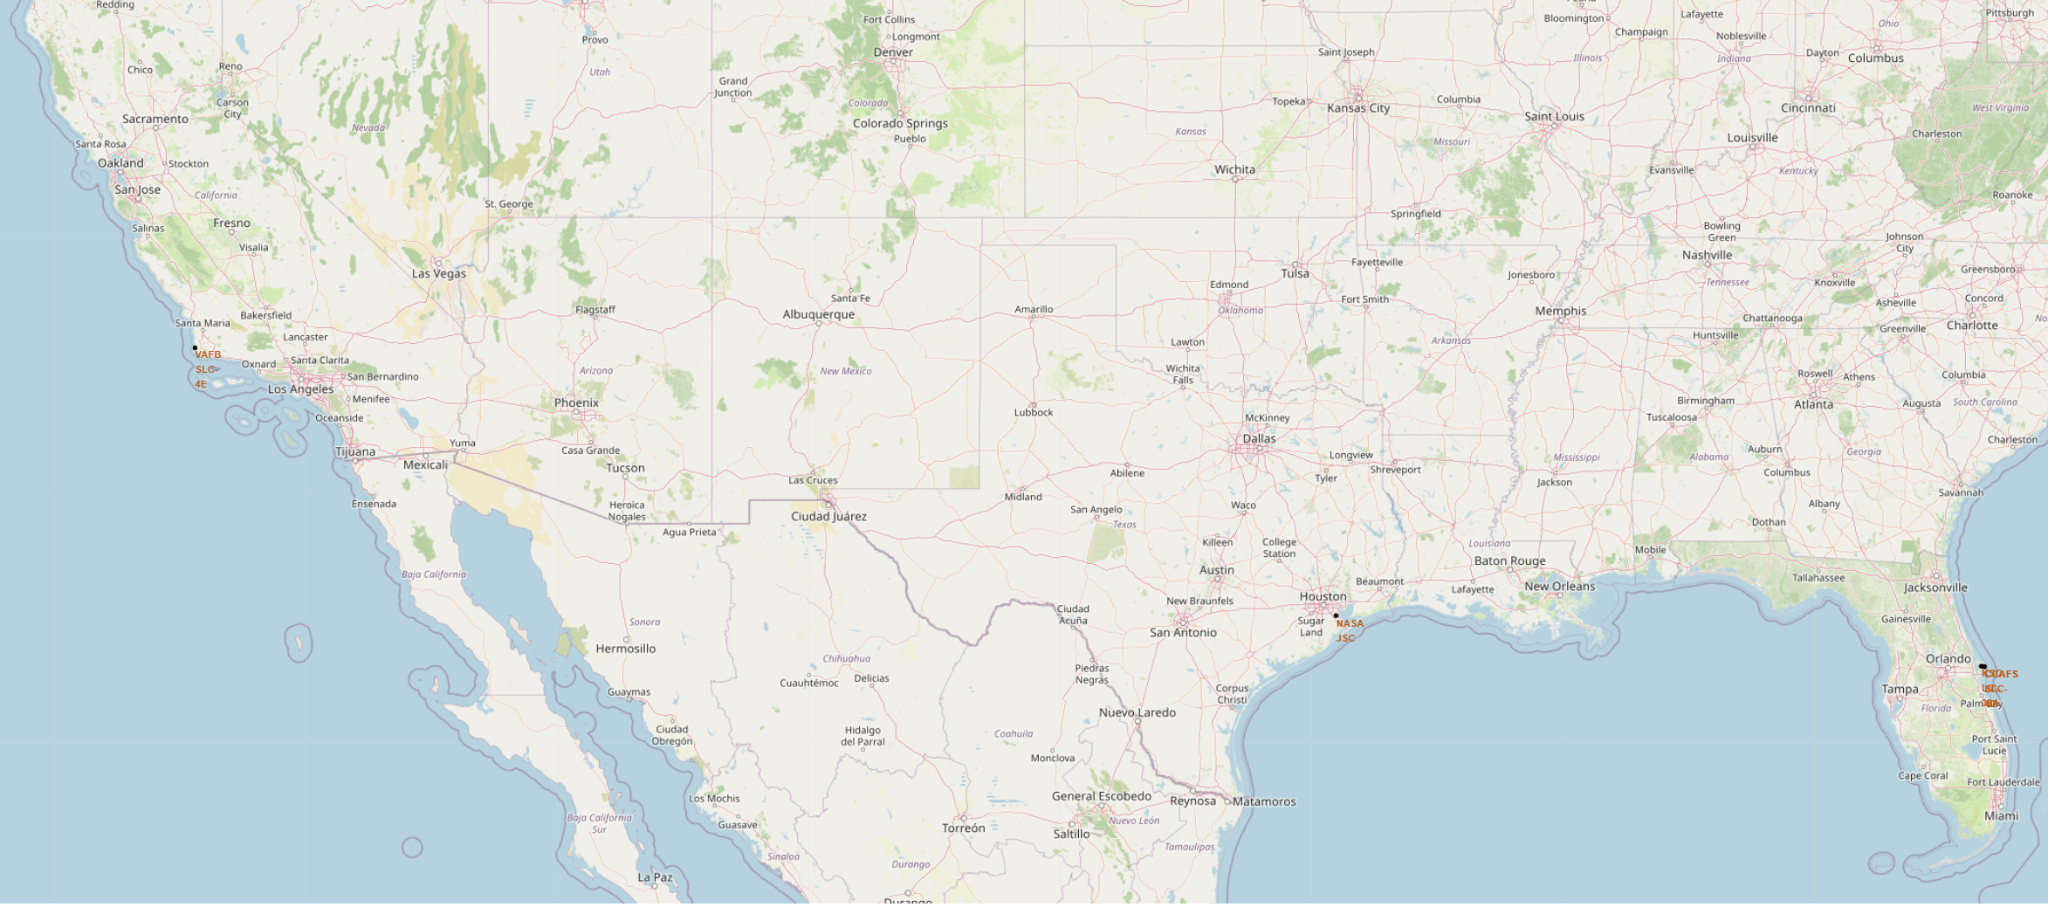 Redding
Fort Collins
Lafayette
Pittsburgh
Bloomington
Ohio
Longmont
Champaign
Noblesville
Provo
Denver
Saint Joseph
Dayton
Columbus
Illinois
Indiana
Chico
Reno
Utah
Grand
Junction
Colorado
Topeka
Kansas City
Columbia
Cincinnati
West Virginia
Carson
City
Sacramento
Nevada
Colorado Springs
Pueblo
Kansas
Saint Louis
Missouri
Louisville
Charleston
Santa Rosa
Oakland
Stockton
Wichita
Evansville
Kentucky
San Jose
California
Roanoke
St. George
Springfield
Salinas
Fresno
Visalia
Bowling
Green
Johnson
City
Las Vegas
Tulsa
Fayetteville
Nashville
Jonesboro
Greensboro
Edmond
Tennessee
Knoxville
Santa Fe
Fort Smith
Concord
Asheville
Bakersfield
Flagstaff
Albuquerque
Amarillo
Oklahoma
Memphis
Chattanooga
Charlotte
No
Santa Maria
Lancaster
Lawton
Arkansas
Huntsville
Greenville
VAFB
SLC-
4E
Oxnard
Santa Clarita
San Bernardino
Arizona
New Mexico
Wichita
Falls
Roswell
Athens
Columbia
Los Angeles
Menifee
Phoenix
Lubbock
McKinney
Birmingham
Atlanta
Augusta
South Carolina
Oceanside
Tuscaloosa
Tijuana
Mexicali
Yuma
Casa Grande
Dallas
Longview
Shreveport
Mississippi
Alabama
Auburn
Georgia
Charleston
Tucson
Las Cruces
Abilene
Tyler
Jackson
Columbus
Ensenada
Heroica
Nogales
Ciudad Juárez
Midland
San Angelo
Waco
Albany
Savannah
Agua Prieta
Texas
Dothan
Killeen
College
Station
Louisiana
Mobile
Baja California
Austin
Beaumont
Baton Rouge
Lafayette
New Orleans
Tallahassee
Jacksonville
New Braunfels
Houston
Ciudad
Acuña
Sugar
Land
NASA
JSC
Gainesville
Sonora
San Antonio
Hermosillo
Chihuahua
Piedras
Negras
Orlando
Cuauhtémoc
Delicias
Guaymas
Corpus
Christi
Tampa
Florida
Palm Bay
Nuevo Laredo
Ciudad
Obregón
Hidalgo
del Parral
Coahuila
Port Saint
Lucie
Monclova
Cape Coral
Fort Lauderdale
Los Mochis
General Escobedo
Reynosa
Matamoros
Baja California
Sur
Guasave
Torreón
Saltillo
Nuevo León
Miami
Sinaloa
Durango
Tamaulipas
La Paz
Durango